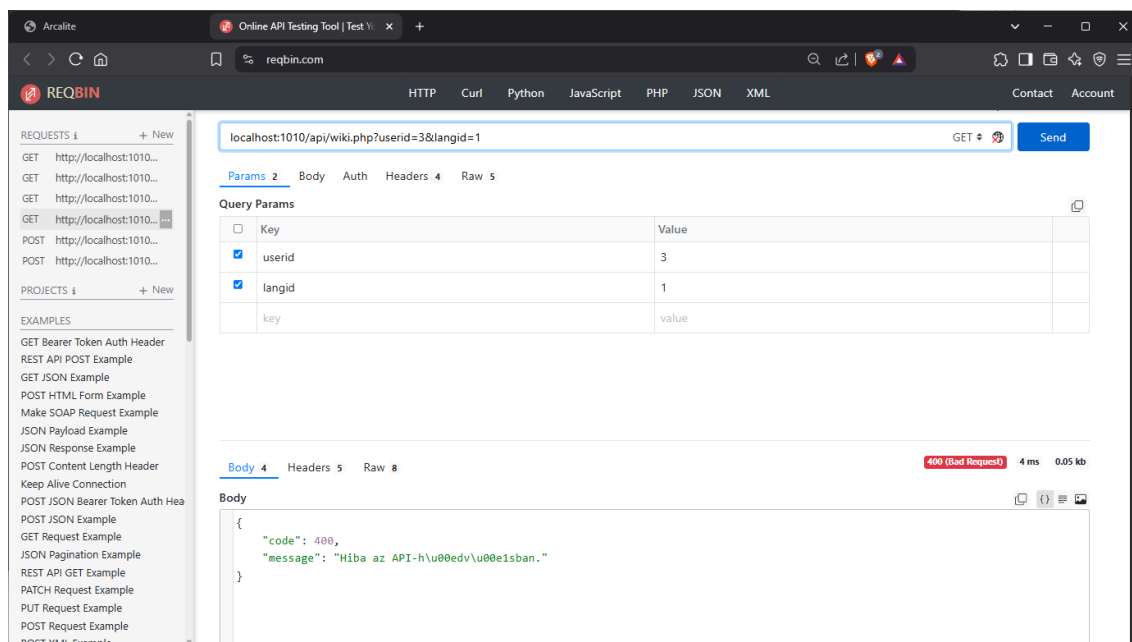 Arcalite
Online API Testing Tool | Test Yo
reqbin.com
REQBIN
HTTP Curl Python JavaScript PHP JSON XML
Contact Account
REQUESTS i + New
GET http://localhost:1010...
GET http://localhost:1010...
GET http://localhost:1010...
GET http://localhost:1010... ...
POST http://localhost:1010...
POST http://localhost:1010...
PROJECTS i + New
EXAMPLES
GET Bearer Token Auth Header
REST API POST Example
GET JSON Example
POST HTML Form Example
Make SOAP Request Example
JSON Payload Example
JSON Response Example
POST Content Length Header
Keep Alive Connection
POST JSON Bearer Token Auth Hea
POST JSON Example
GET Request Example
JSON Pagination Example
REST API GET Example
PATCH Request Example
PUT Request Example
POST Request Example
POST XML Example
localhost:1010/api/wiki.php?userid=3&langid=1
GET
Send
Params 2 Body Auth Headers 4 Raw 5
Query Params
Key Value
userid 3
langid 1
key value
Body 4 Headers 5 Raw 8
400 (Bad Request) 4 ms 0.05 kb
Body
{}
{
"code": 400,
"message": "Hiba az API-h\u00edv\u00e1sban."
}